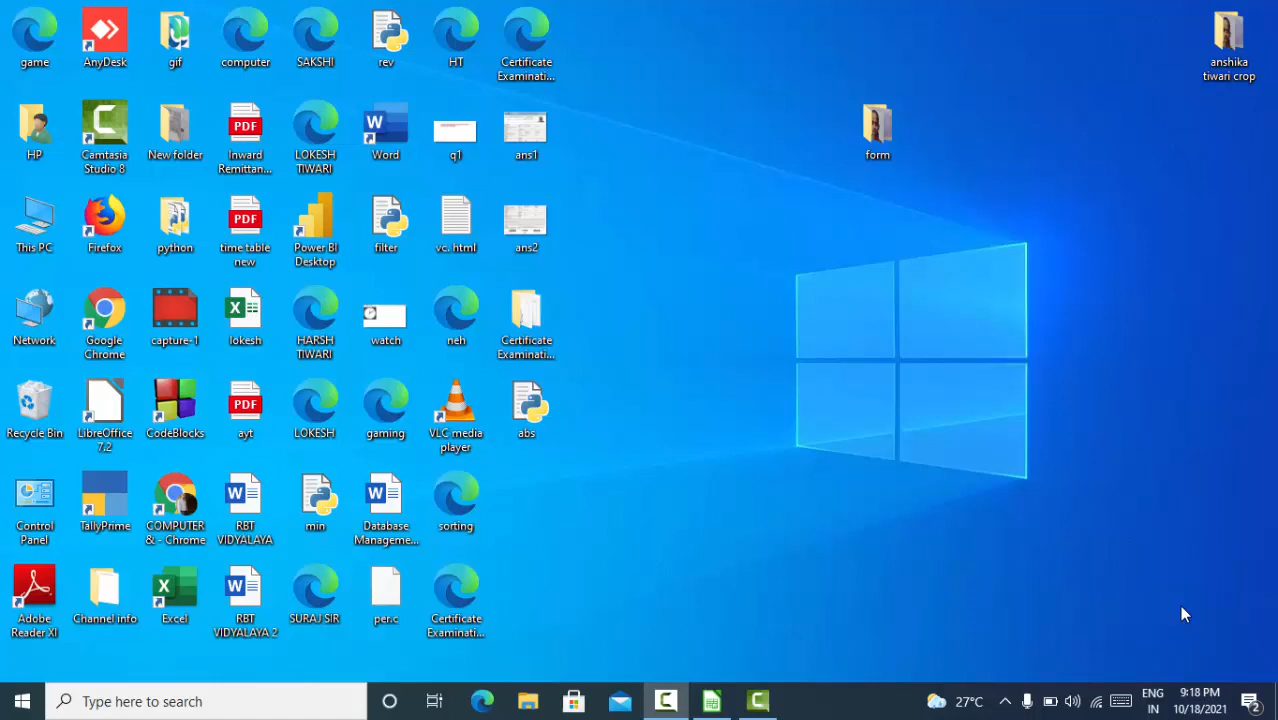 game
AnyDesk
gif
computer
SAKSHI
rev
HT
Certificate
Examinati...
anshika
tiwari crop
HP
Camtasia
Studio 8
New folder
PDF
Inward
Remittan...
LOKESH
TIWARI
Word
q1
ans1
form
This PC
Firefox
python
PDF
time table
new
Power BI
Desktop
filter
vc. html
ans2
Network
Google
Chrome
capture-1
lokesh
HARSH
TIWARI
watch
neh
Certificate
Examinati...
Recycle Bin
LibreOffice
7.2
CodeBlocks
PDF
ayt
LOKESH
gaming
VLC media
player
abs
Control
Panel
TallyPrime
COMPUTER
& - Chrome
RBT
VIDYALAYA
min
Database
Manageme...
sorting
Adobe
Reader XI
Channel info
Excel
RBT
VIDYALAYA 2
SURAJ SIR
per.c
Certificate
Examinati...
Type here to search
27°C
ENG
IN
9:18 PM
10/18/2021
2